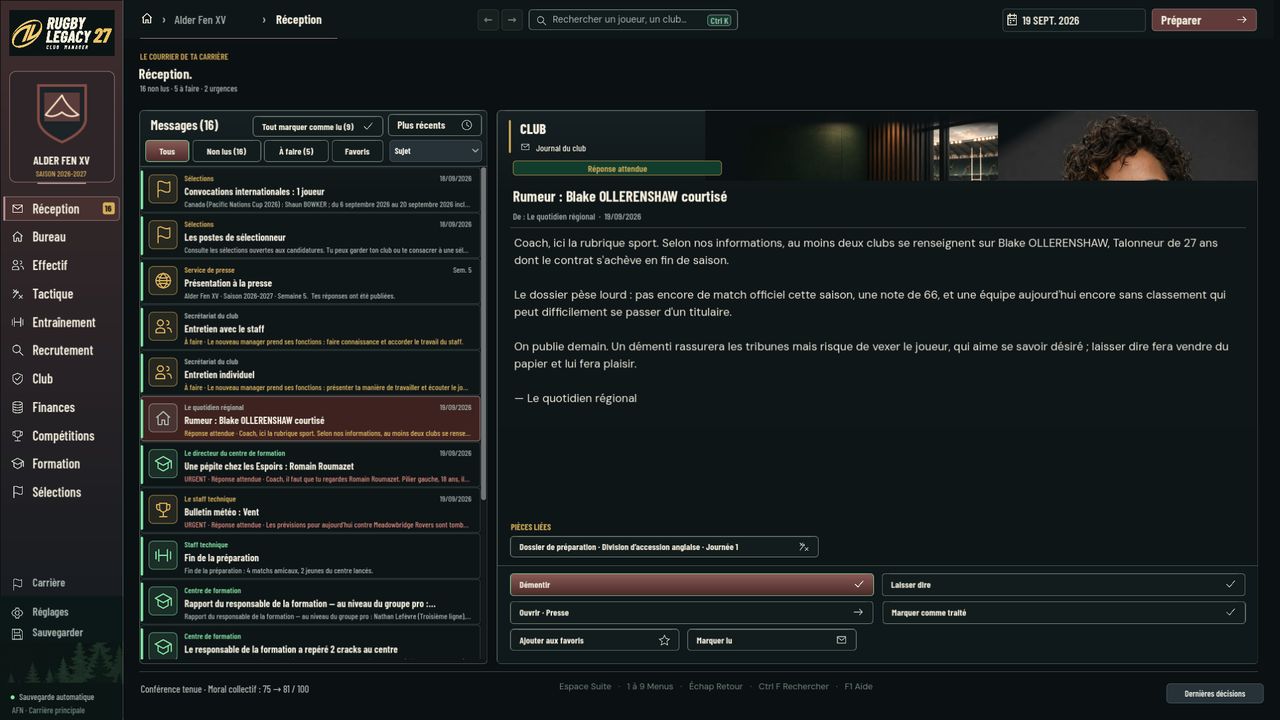 RUGBY
LEGACY 27
CLUB MANAGER
ALDER FEN XV
SAISON 2026-2027
Réception 16
Bureau
Effectif
Tactique
Entraînement
Recrutement
Club
Finances
Compétitions
Formation
Sélections
Carrière
Réglages
Sauvegarder
Sauvegarde automatique
AFN · Carrière principale
› Alder Fen XV › Réception
← → Rechercher un joueur, un club... Ctrl K
19 SEPT. 2026
Préparer →
LE COURRIER DE TA CARRIÈRE
Réception.
16 non lus · 5 à faire · 2 urgences
Messages (16)
Tout marquer comme lu (9)
Plus récents
Tous
Non lus (16)
À faire (5)
Favoris
Sujet
Sélections 18/09/2026
Convocations internationales : 1 joueur
Canada (Pacific Nations Cup 2026) : Shaun BOWKER ; du 6 septembre 2026 au 20 septembre 2026 incl...
Sélections 18/09/2026
Les postes de sélectionneur
Consulte les sélections ouvertes aux candidatures. Tu peux garder ton club ou te consacrer à une sél...
Service de presse Sem. 5
Présentation à la presse
Alder Fen XV · Saison 2026-2027 · Semaine 5. Tes réponses ont été publiées.
Secrétariat du club
Entretien avec le staff
À faire · Le nouveau manager prend ses fonctions : faire connaissance et accorder le travail du staff.
Secrétariat du club
Entretien individuel
À faire · Le nouveau manager prend ses fonctions : présenter ta manière de travailler et écouter le jo...
Le quotidien régional 19/09/2026
Rumeur : Blake OLLERENSHAW courtisé
Réponse attendue · Coach, ici la rubrique sport. Selon nos informations, au moins deux clubs se rense...
Le directeur du centre de formation 19/09/2026
Une pépite chez les Espoirs : Romain Roumazet
URGENT · Réponse attendue · Coach, il faut que tu regardes Romain Roumazet. Pilier gauche, 18 ans, il...
Le staff technique 19/09/2026
Bulletin météo : Vent
URGENT · Réponse attendue · Les prévisions pour aujourd'hui contre Meadowbridge Rovers sont tomb...
Staff technique
Fin de la préparation
Fin de la préparation : 4 matchs amicaux, 2 jeunes du centre lancés.
Centre de formation
Rapport du responsable de la formation — au niveau du groupe pro :...
Rapport du responsable de la formation — au niveau du groupe pro : Nathan Lefèvre (Troisième ligne)...
Centre de formation
Le responsable de la formation a repéré 2 cracks au centre
CLUB
Journal du club
Réponse attendue
Rumeur : Blake OLLERENSHAW courtisé
De : Le quotidien régional · 19/09/2026
Coach, ici la rubrique sport. Selon nos informations, au moins deux clubs se renseignent sur Blake OLLERENSHAW, Talonneur de 27 ans
dont le contrat s'achève en fin de saison.
Le dossier pèse lourd : pas encore de match officiel cette saison, une note de 66, et une équipe aujourd'hui encore sans classement qui
peut difficilement se passer d'un titulaire.
On publie demain. Un démenti rassurera les tribunes mais risque de vexer le joueur, qui aime se savoir désiré ; laisser dire fera vendre du
papier et lui fera plaisir.
— Le quotidien régional
PIÈCES LIÉES
Dossier de préparation · Division d'accession anglaise · Journée 1
Démentir
Laisser dire
Ouvrir · Presse →
Marquer comme traité
Ajouter aux favoris
Marquer lu
Conférence tenue · Moral collectif : 75 → 81 / 100
Espace Suite · 1 à 9 Menus · Échap Retour · Ctrl F Rechercher · F1 Aide
Dernières décisions